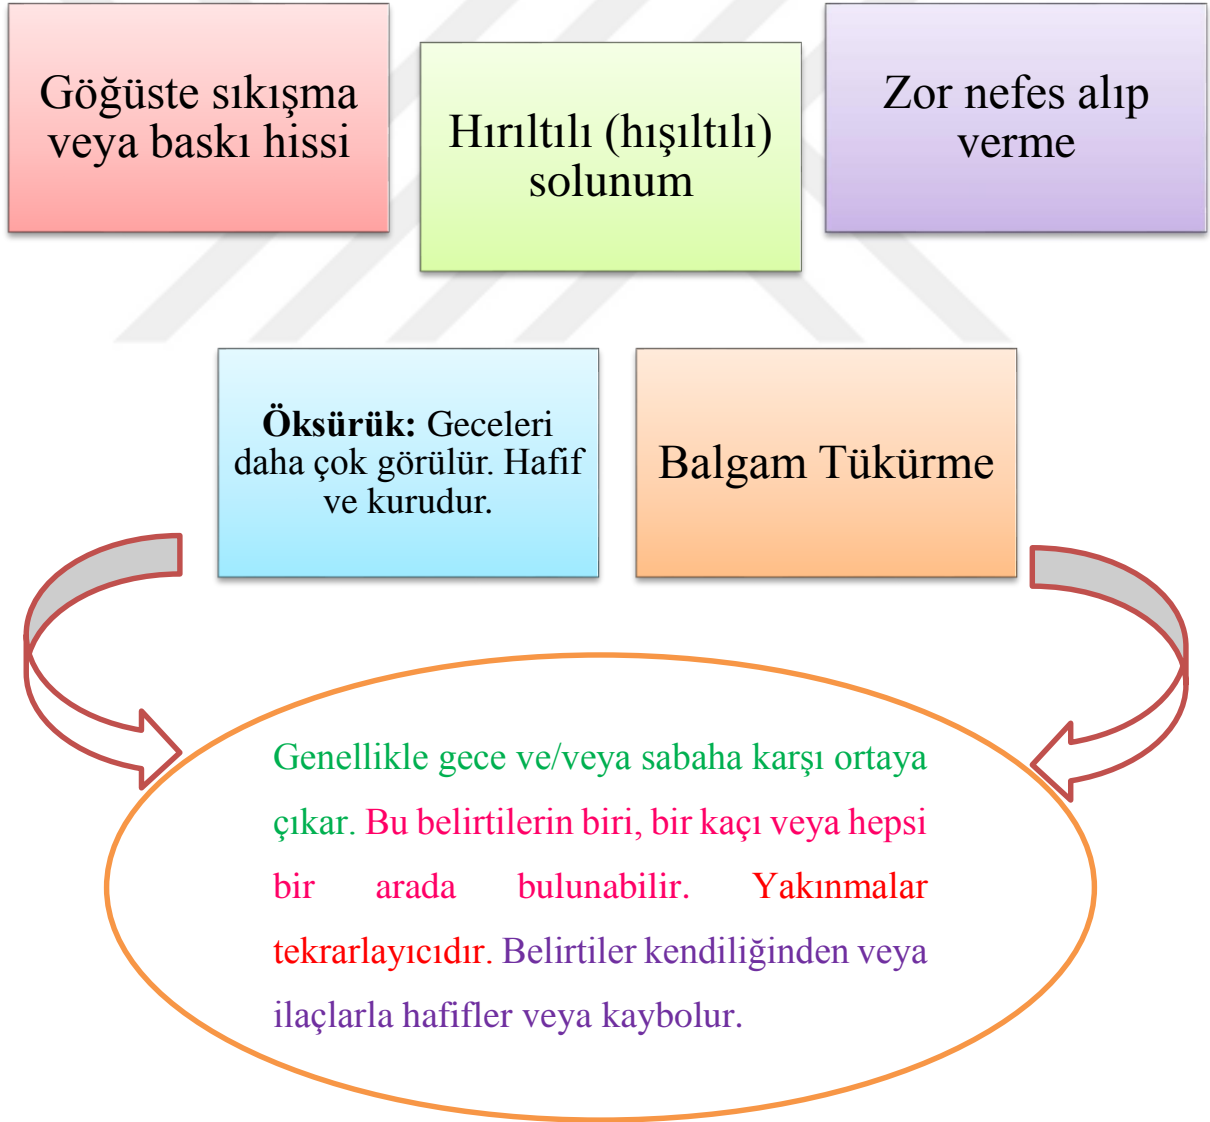 Göğüste sıkışma
veya baskı hissi
Hırıltılı (hışıltılı)
solunum
Zor nefes alıp
verme
Öksürük: Geceleri
daha çok görülür. Hafif
ve kurudur.
Balgam Tükürme
Genellikle gece ve/veya sabaha karşı ortaya
çıkar. Bu belirtilerin biri, bir kaçı veya hepsi
bir arada bulunabilir. Yakınmalar
tekrarlayıcıdır. Belirtiler kendiliğinden veya
ilaçlarla hafifler veya kaybolur.